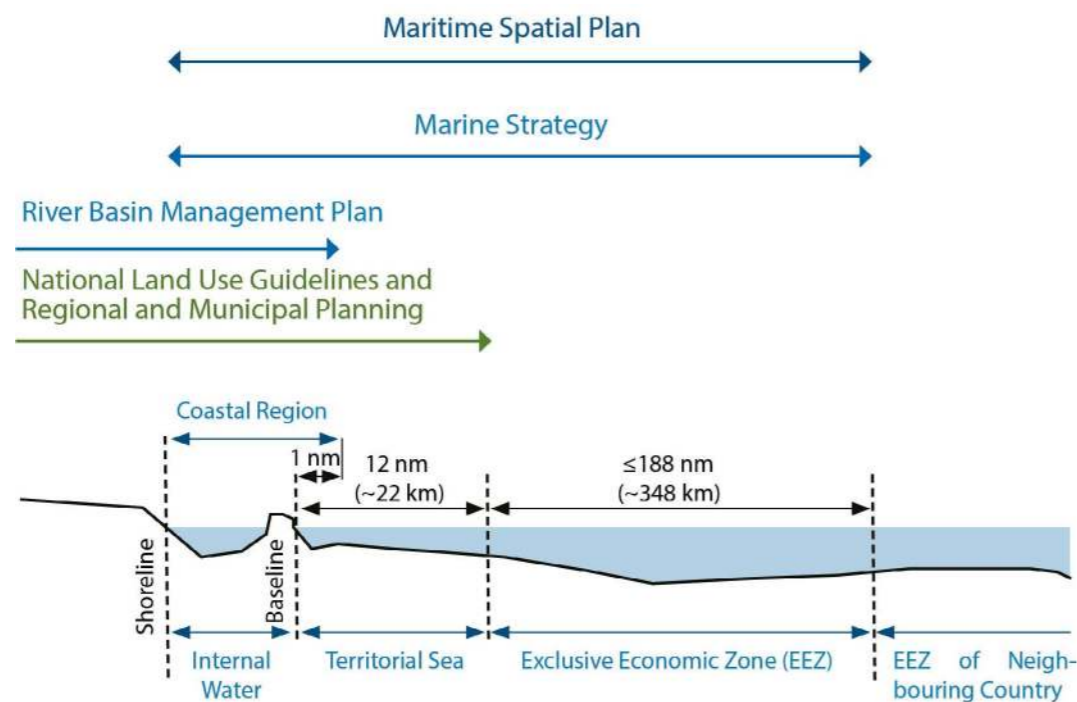 Maritime Spatial Plan
Marine Strategy
River Basin Management Plan
National Land Use Guidelines and
Regional and Municipal Planning
Coastal Region
1 nm
12 nm
(~22 km)
≤188 nm
(~348 km)
Shoreline
Baseline
Internal
Water
Territorial Sea
Exclusive Economic Zone (EEZ)
EEZ of Neigh-
bouring Country